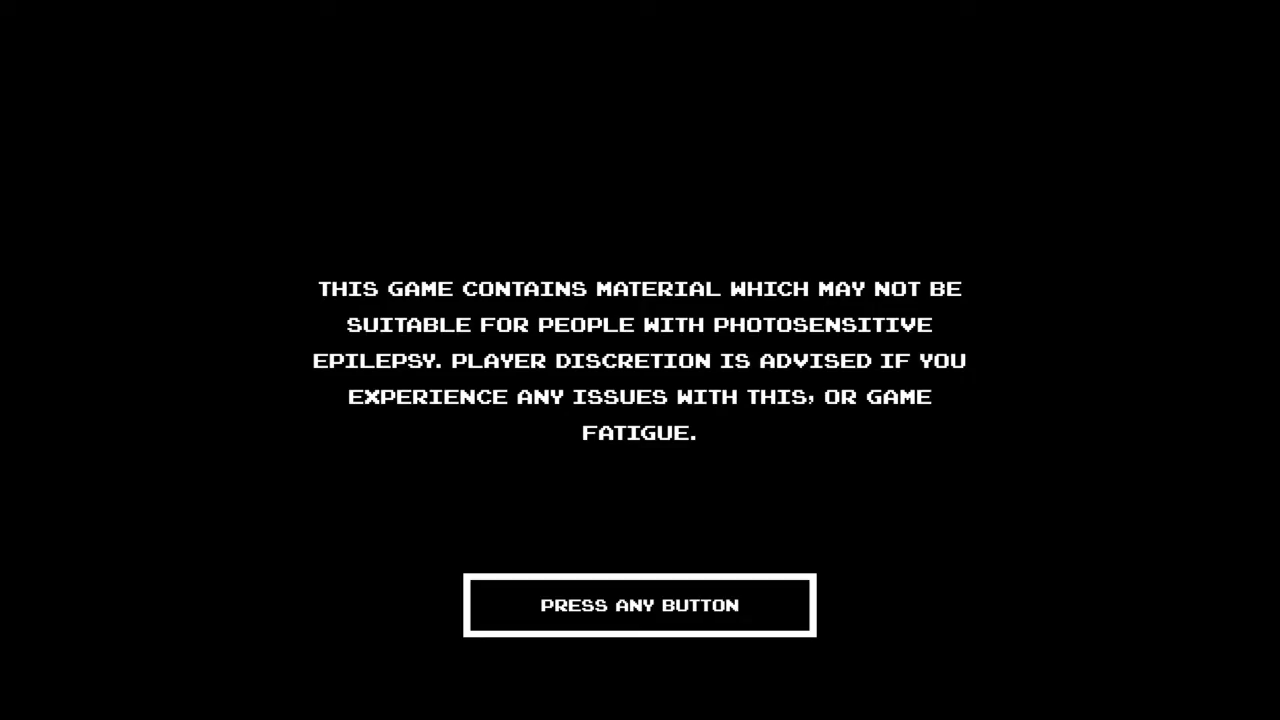 THIS GAME CONTAINS MATERIAL WHICH MAY NOT BE
SUITABLE FOR PEOPLE WITH PHOTOSENSITIVE
EPILEPSY. PLAYER DISCRETION IS ADVISED IF YOU
EXPERIENCE ANY ISSUES WITH THIS, OR GAME
FATIGUE.
PRESS ANY BUTTON